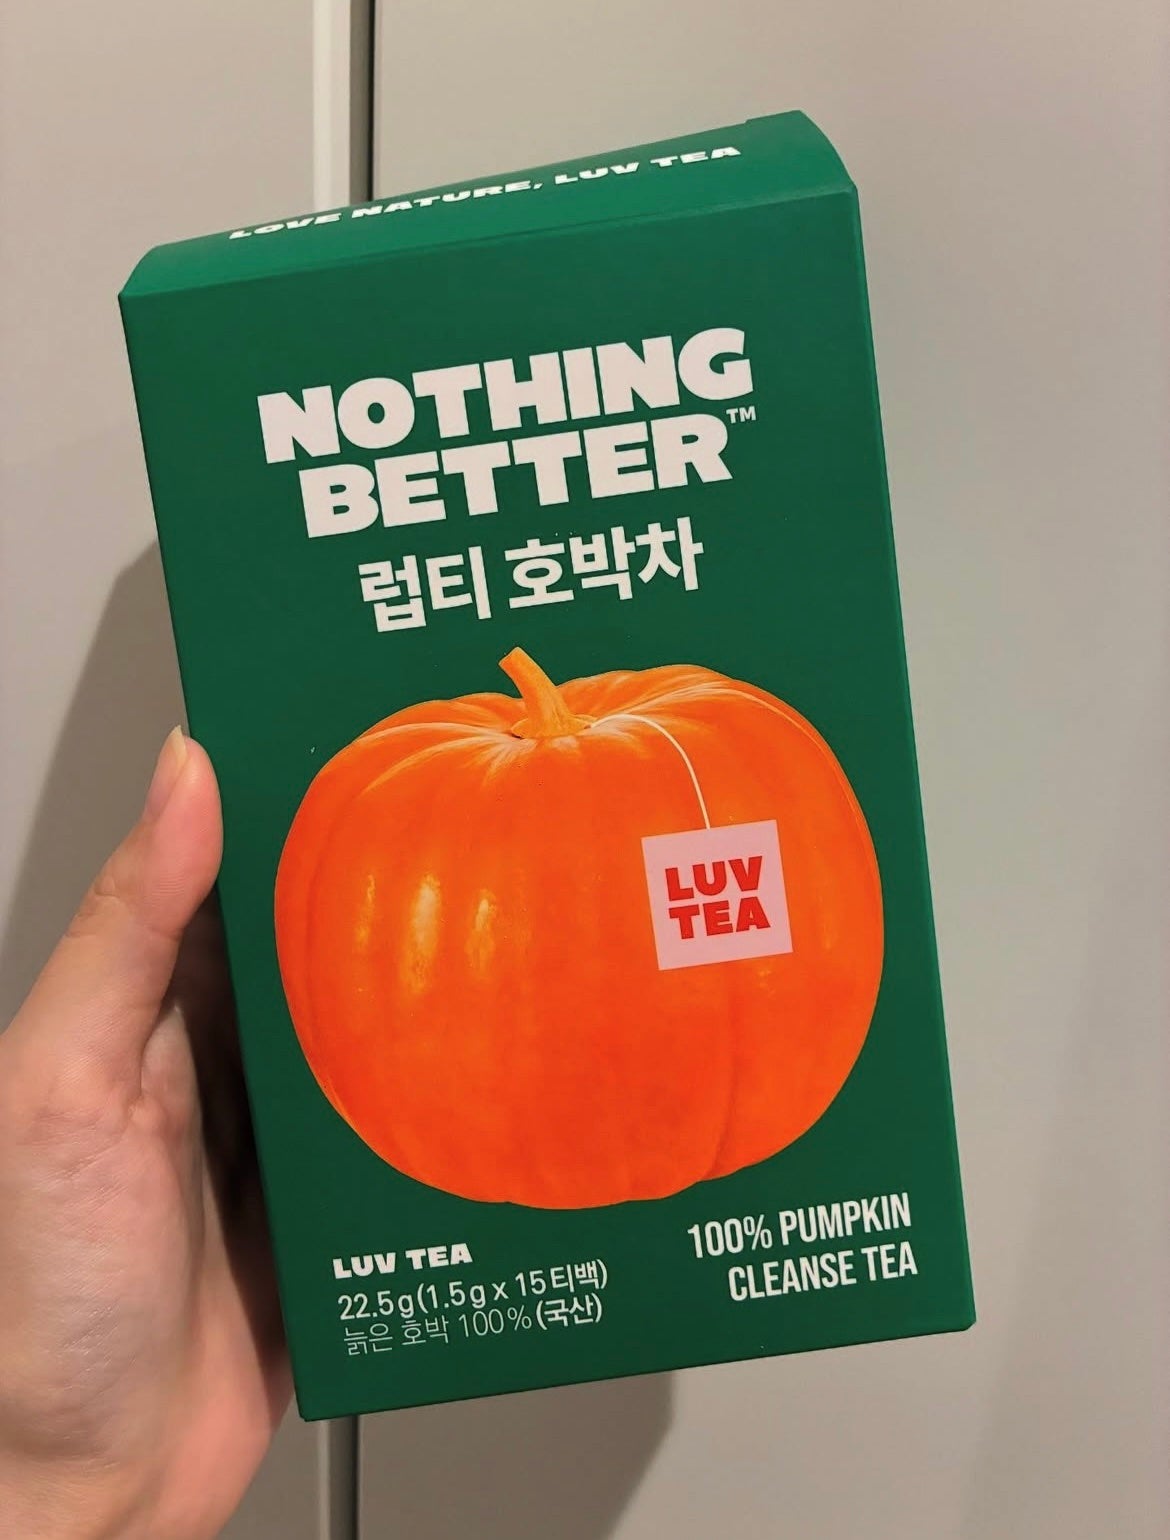 LOVE NATURE, LUV TEA
NOTHING
BETTER™
럽티 호박차
LUV
TEA
LUV TEA
22.5g(1.5g x 15티백)
늙은 호박 100%(국산)
100% PUMPKIN
CLEANSE TEA